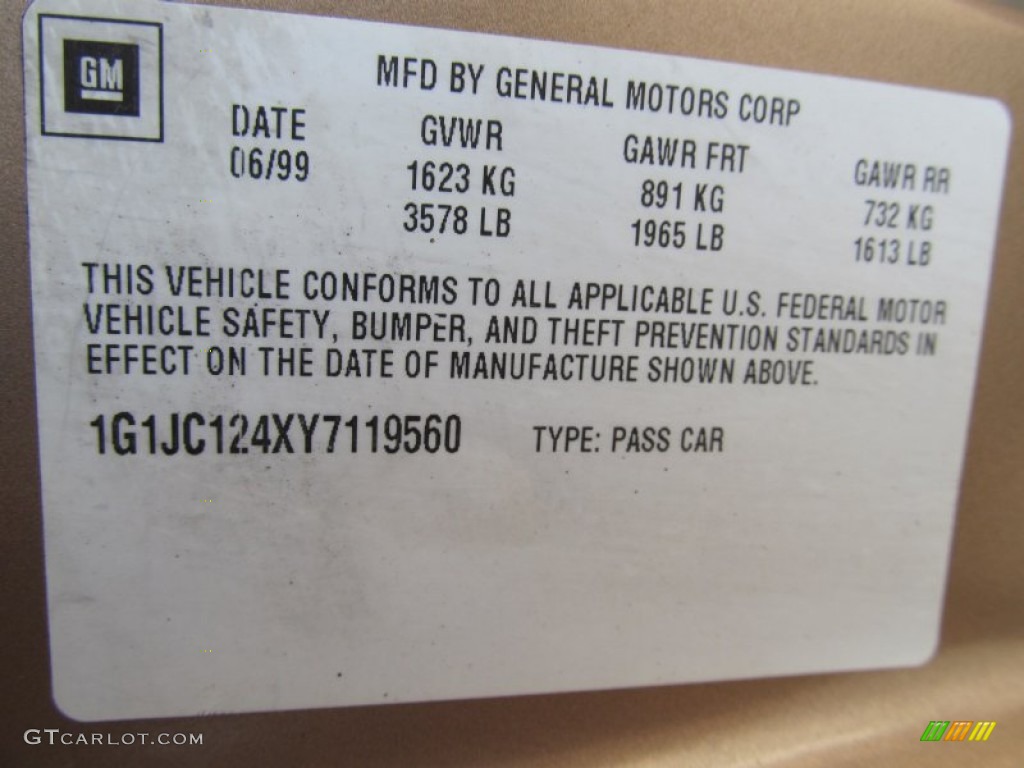 GM
MFD BY GENERAL MOTORS CORP
DATE GVWR GAWR FRT GAWR RR
06/99 1623 KG 891 KG 732 KG
3578 LB 1965 LB 1613 LB
THIS VEHICLE CONFORMS TO ALL APPLICABLE U.S. FEDERAL MOTOR
VEHICLE SAFETY, BUMPER, AND THEFT PREVENTION STANDARDS IN
EFFECT ON THE DATE OF MANUFACTURE SHOWN ABOVE.
1G1JC124XY7119560 TYPE: PASS CAR
GTCARLOT.COM